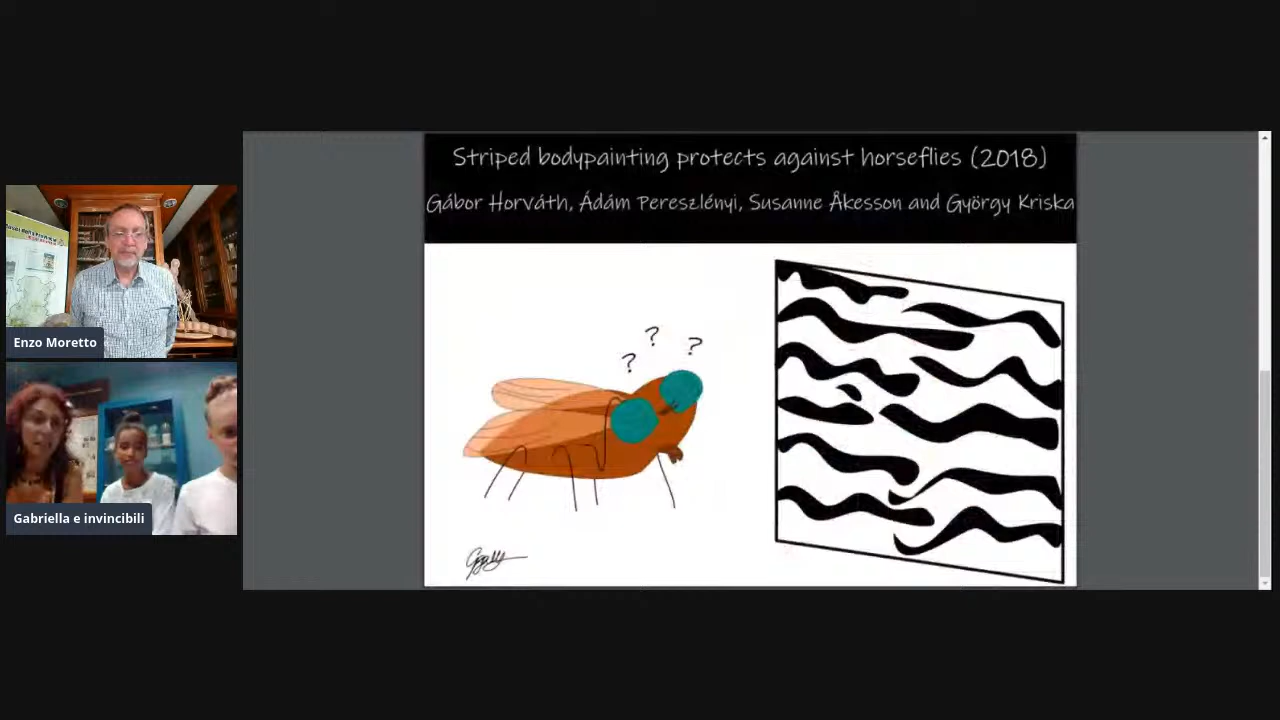 Striped bodypainting protects against horseflies (2018)
Gábor Horváth, Ádám Pereszlényi, Susanne Åkesson and György Kriska
? ? ?
Enzo Moretto
Gabriella e invincibili